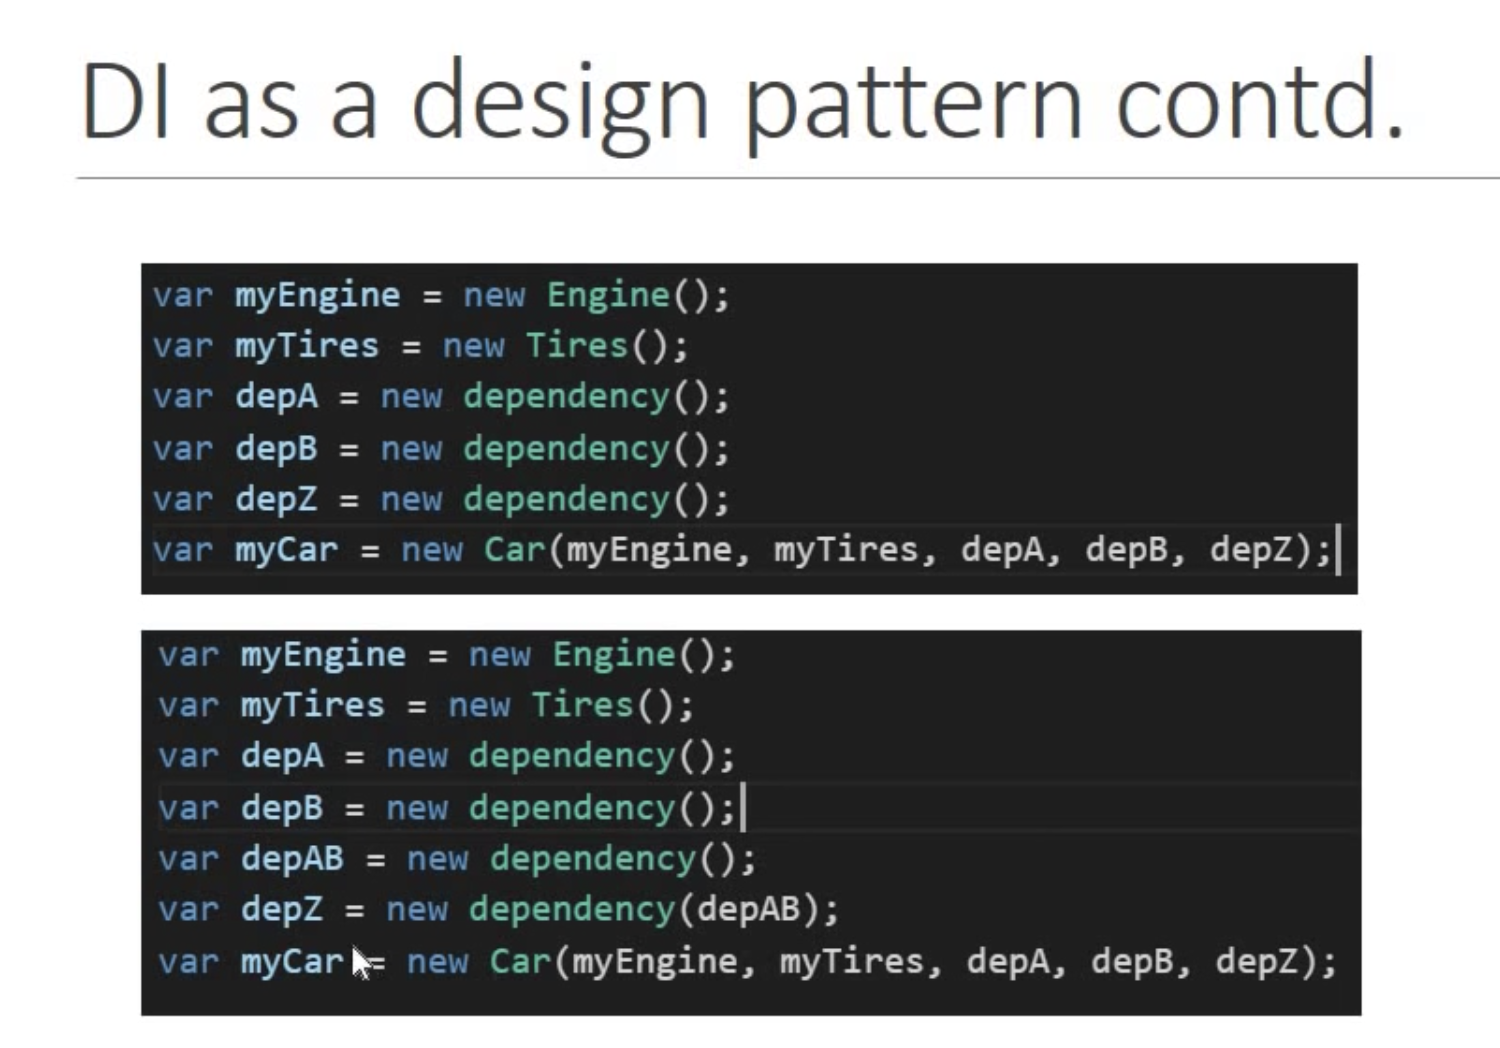 DI as a design pattern contd.
var myEngine = new Engine();
var myTires = new Tires();
var depA = new dependency();
var depB = new dependency();
var depZ = new dependency();
var myCar = new Car(myEngine, myTires, depA, depB, depZ);
var myEngine = new Engine();
var myTires = new Tires();
var depA = new dependency();
var depB = new dependency();
var depAB = new dependency();
var depZ = new dependency(depAB);
var myCar = new Car(myEngine, myTires, depA, depB, depZ);